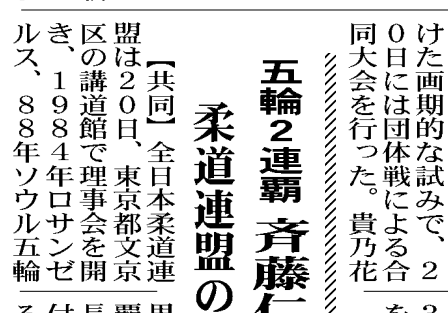 けた画期的な試みで、2
0日には団体戦による合
同大会を行った。貴乃花
五輪2連覇 斉藤仁
柔道連盟の
【共同】全日本柔道連
盟は20日、東京都文京
区の講道館で理事会を開
き、1984年ロサンゼ
ルス、88年ソウル五輪